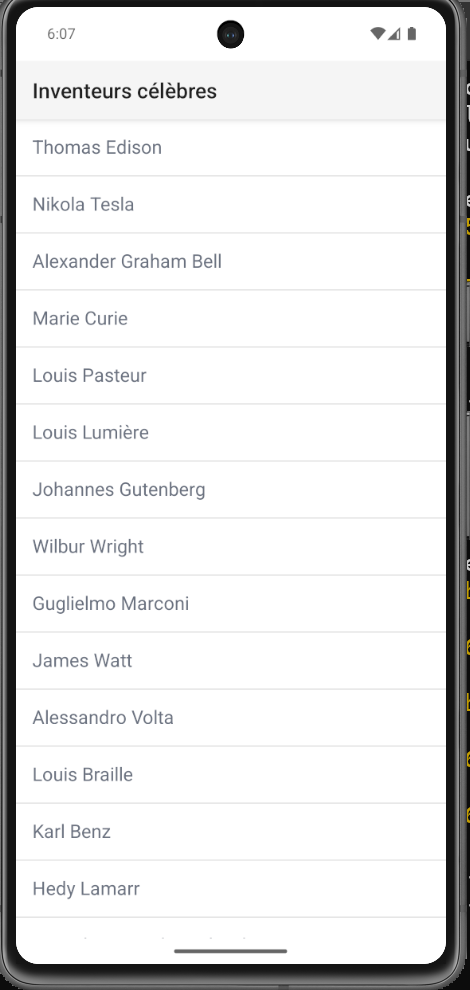 6:07
Inventeurs célèbres
Thomas Edison
Nikola Tesla
Alexander Graham Bell
Marie Curie
Louis Pasteur
Louis Lumière
Johannes Gutenberg
Wilbur Wright
Guglielmo Marconi
James Watt
Alessandro Volta
Louis Braille
Karl Benz
Hedy Lamarr